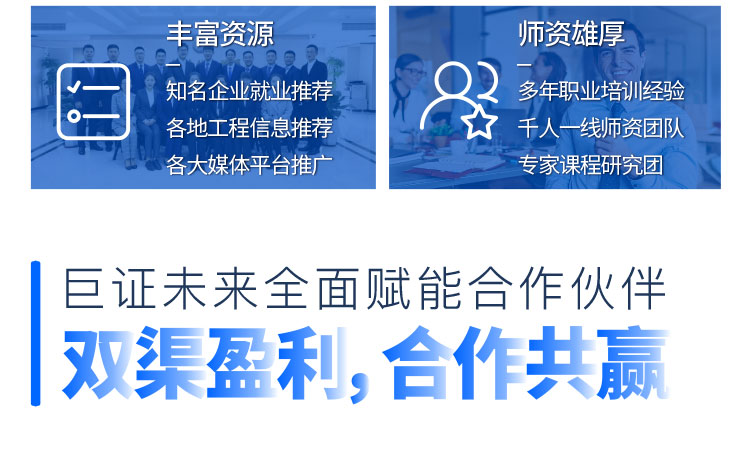 丰富资源
知名企业就业推荐
各地工程信息推荐
各大媒体平台推广
师资雄厚
多年职业培训经验
千人一线师资团队
专家课程研究团
巨证未来全面赋能合作伙伴
双渠盈利,合作共赢